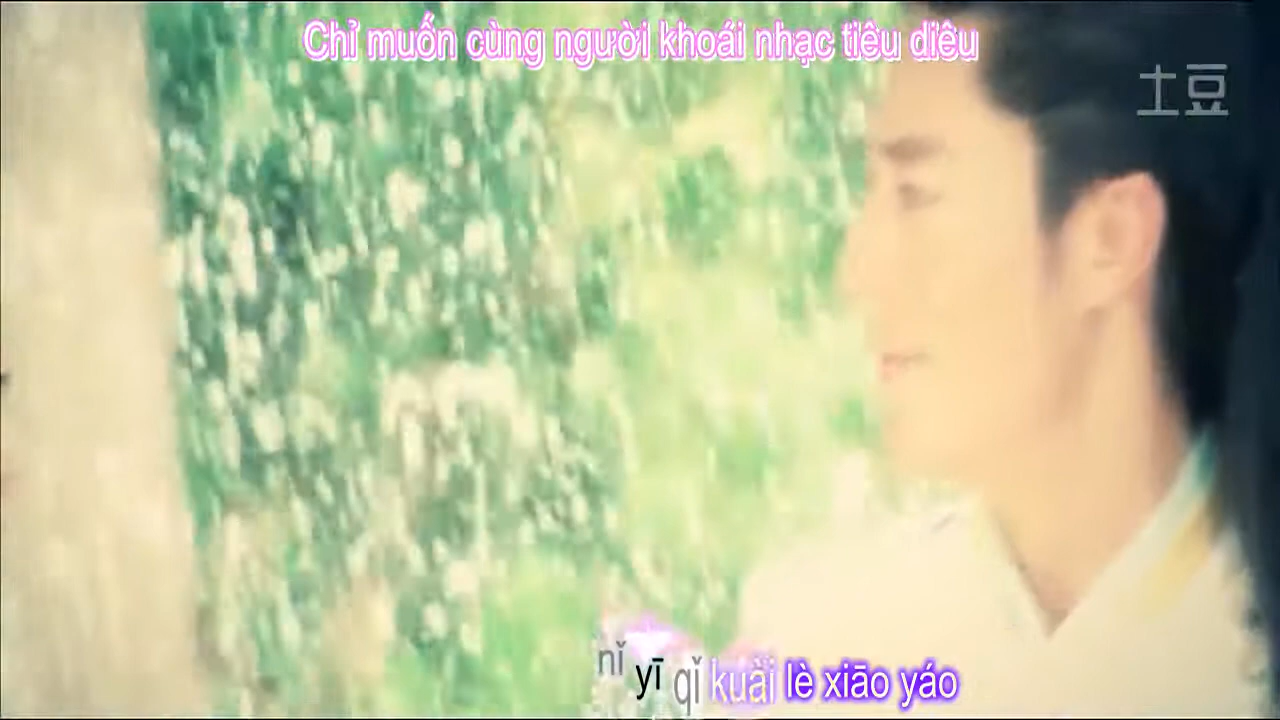 Chỉ muốn cùng người khoái nhạc tiêu diêu
土豆
nǐ yī qǐ kuài lè xiāo yáo